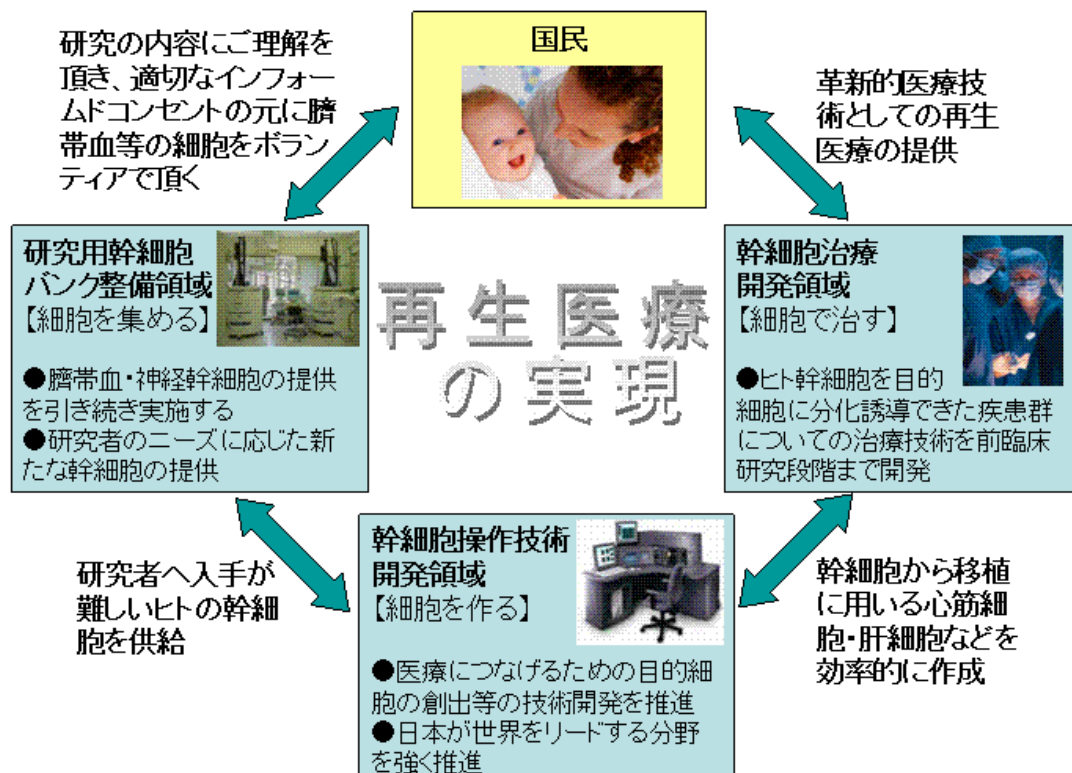 国民
研究の内容にご理解を
頂き、適切なインフォー
ムドコンセントの元に臍
帯血等の細胞をボラン
ティアで頂く
革新的医療技
術としての再生
医療の提供
研究用幹細胞
バンク整備領域
【細胞を集める】
●臍帯血・神経幹細胞の提供
を引き続き実施する
●研究者のニーズに応じた新
たな幹細胞の提供
再生医療
の実現
幹細胞治療
開発領域
【細胞で治す】
●ヒト幹細胞を目的
細胞に分化誘導できた疾患群
についての治療技術を前臨床
研究段階まで開発
研究者へ入手が
難しいヒトの幹細
胞を供給
幹細胞操作技術
開発領域
【細胞を作る】
●医療につなげるための目的細
胞の創出等の技術開発を推進
●日本が世界をリードする分野
を強く推進
幹細胞から移植
に用いる心筋細
胞・肝細胞などを
効率的に作成